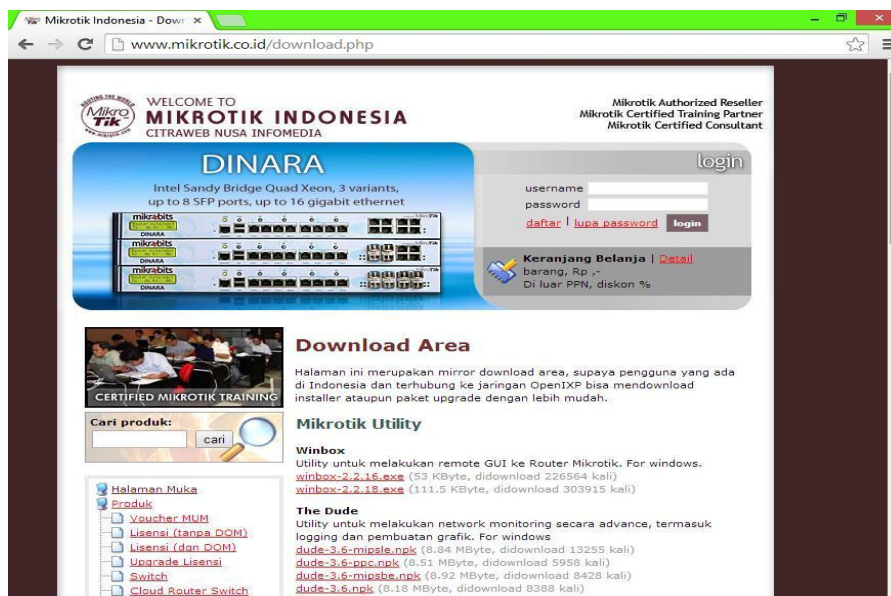 Mikrotik Indonesia - Dow
www.mikrotik.co.id/download.php
Mikro
Tik
WELCOME TO
MIKROTIK INDONESIA
CITRAWEB NUSA INFOMEDIA
Mikrotik Authorized Reseller
Mikrotik Certified Training Partner
Mikrotik Certified Consultant
DINARA
Intel Sandy Bridge Quad Xeon, 3 variants,
up to 8 SFP ports, up to 16 gigabit ethernet
mikrobits
DINARA
mikrobits
DINARA
mikrobits
DINARA
login
username
password
daftar | lupa password login
Keranjang Belanja | Detail
barang, Rp ,-
Di luar PPN, diskon %
CERTIFIED MIKROTIK TRAINING
Cari produk:
cari
Halaman Muka
Produk
Voucher MUM
Lisensi (tanpa DOM)
Lisensi (dgn DOM)
Upgrade Lisensi
Switch
Cloud Router Switch
Download Area
Halaman ini merupakan mirror download area, supaya pengguna yang ada
di Indonesia dan terhubung ke jaringan OpenIXP bisa mendownload
installer ataupun paket upgrade dengan lebih mudah.
Mikrotik Utility
Winbox
Utility untuk melakukan remote GUI ke Router Mikrotik. For windows.
winbox-2.2.16.exe (53 KByte, didownload 226564 kali)
winbox-2.2.18.exe (111.5 KByte, didownload 303915 kali)
The Dude
Utility untuk melakukan network monitoring secara advance, termasuk
logging dan pembuatan grafik. For windows
dude-3.6-mipsle.npk (8.84 MByte, didownload 13255 kali)
dude-3.6-ppc.npk (8.51 MByte, didownload 5958 kali)
dude-3.6-mipsbe.npk (8.92 MByte, didownload 8428 kali)
dude-3.6.npk (8.18 MByte, didownload 8388 kali)